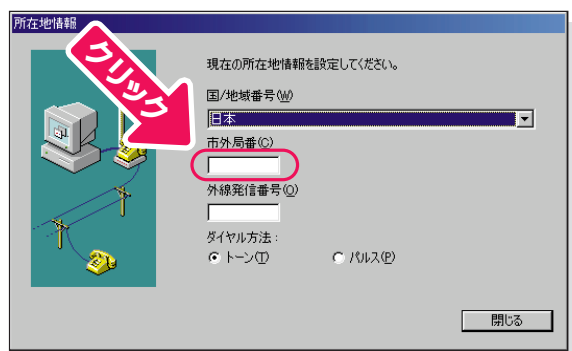 所在地情報
クリック
現在の所在地情報を設定してください。
国/地域番号(W)
日本
市外局番(C)
外線発信番号(O)
ダイヤル方法:
トーン(T) パルス(P)
閉じる